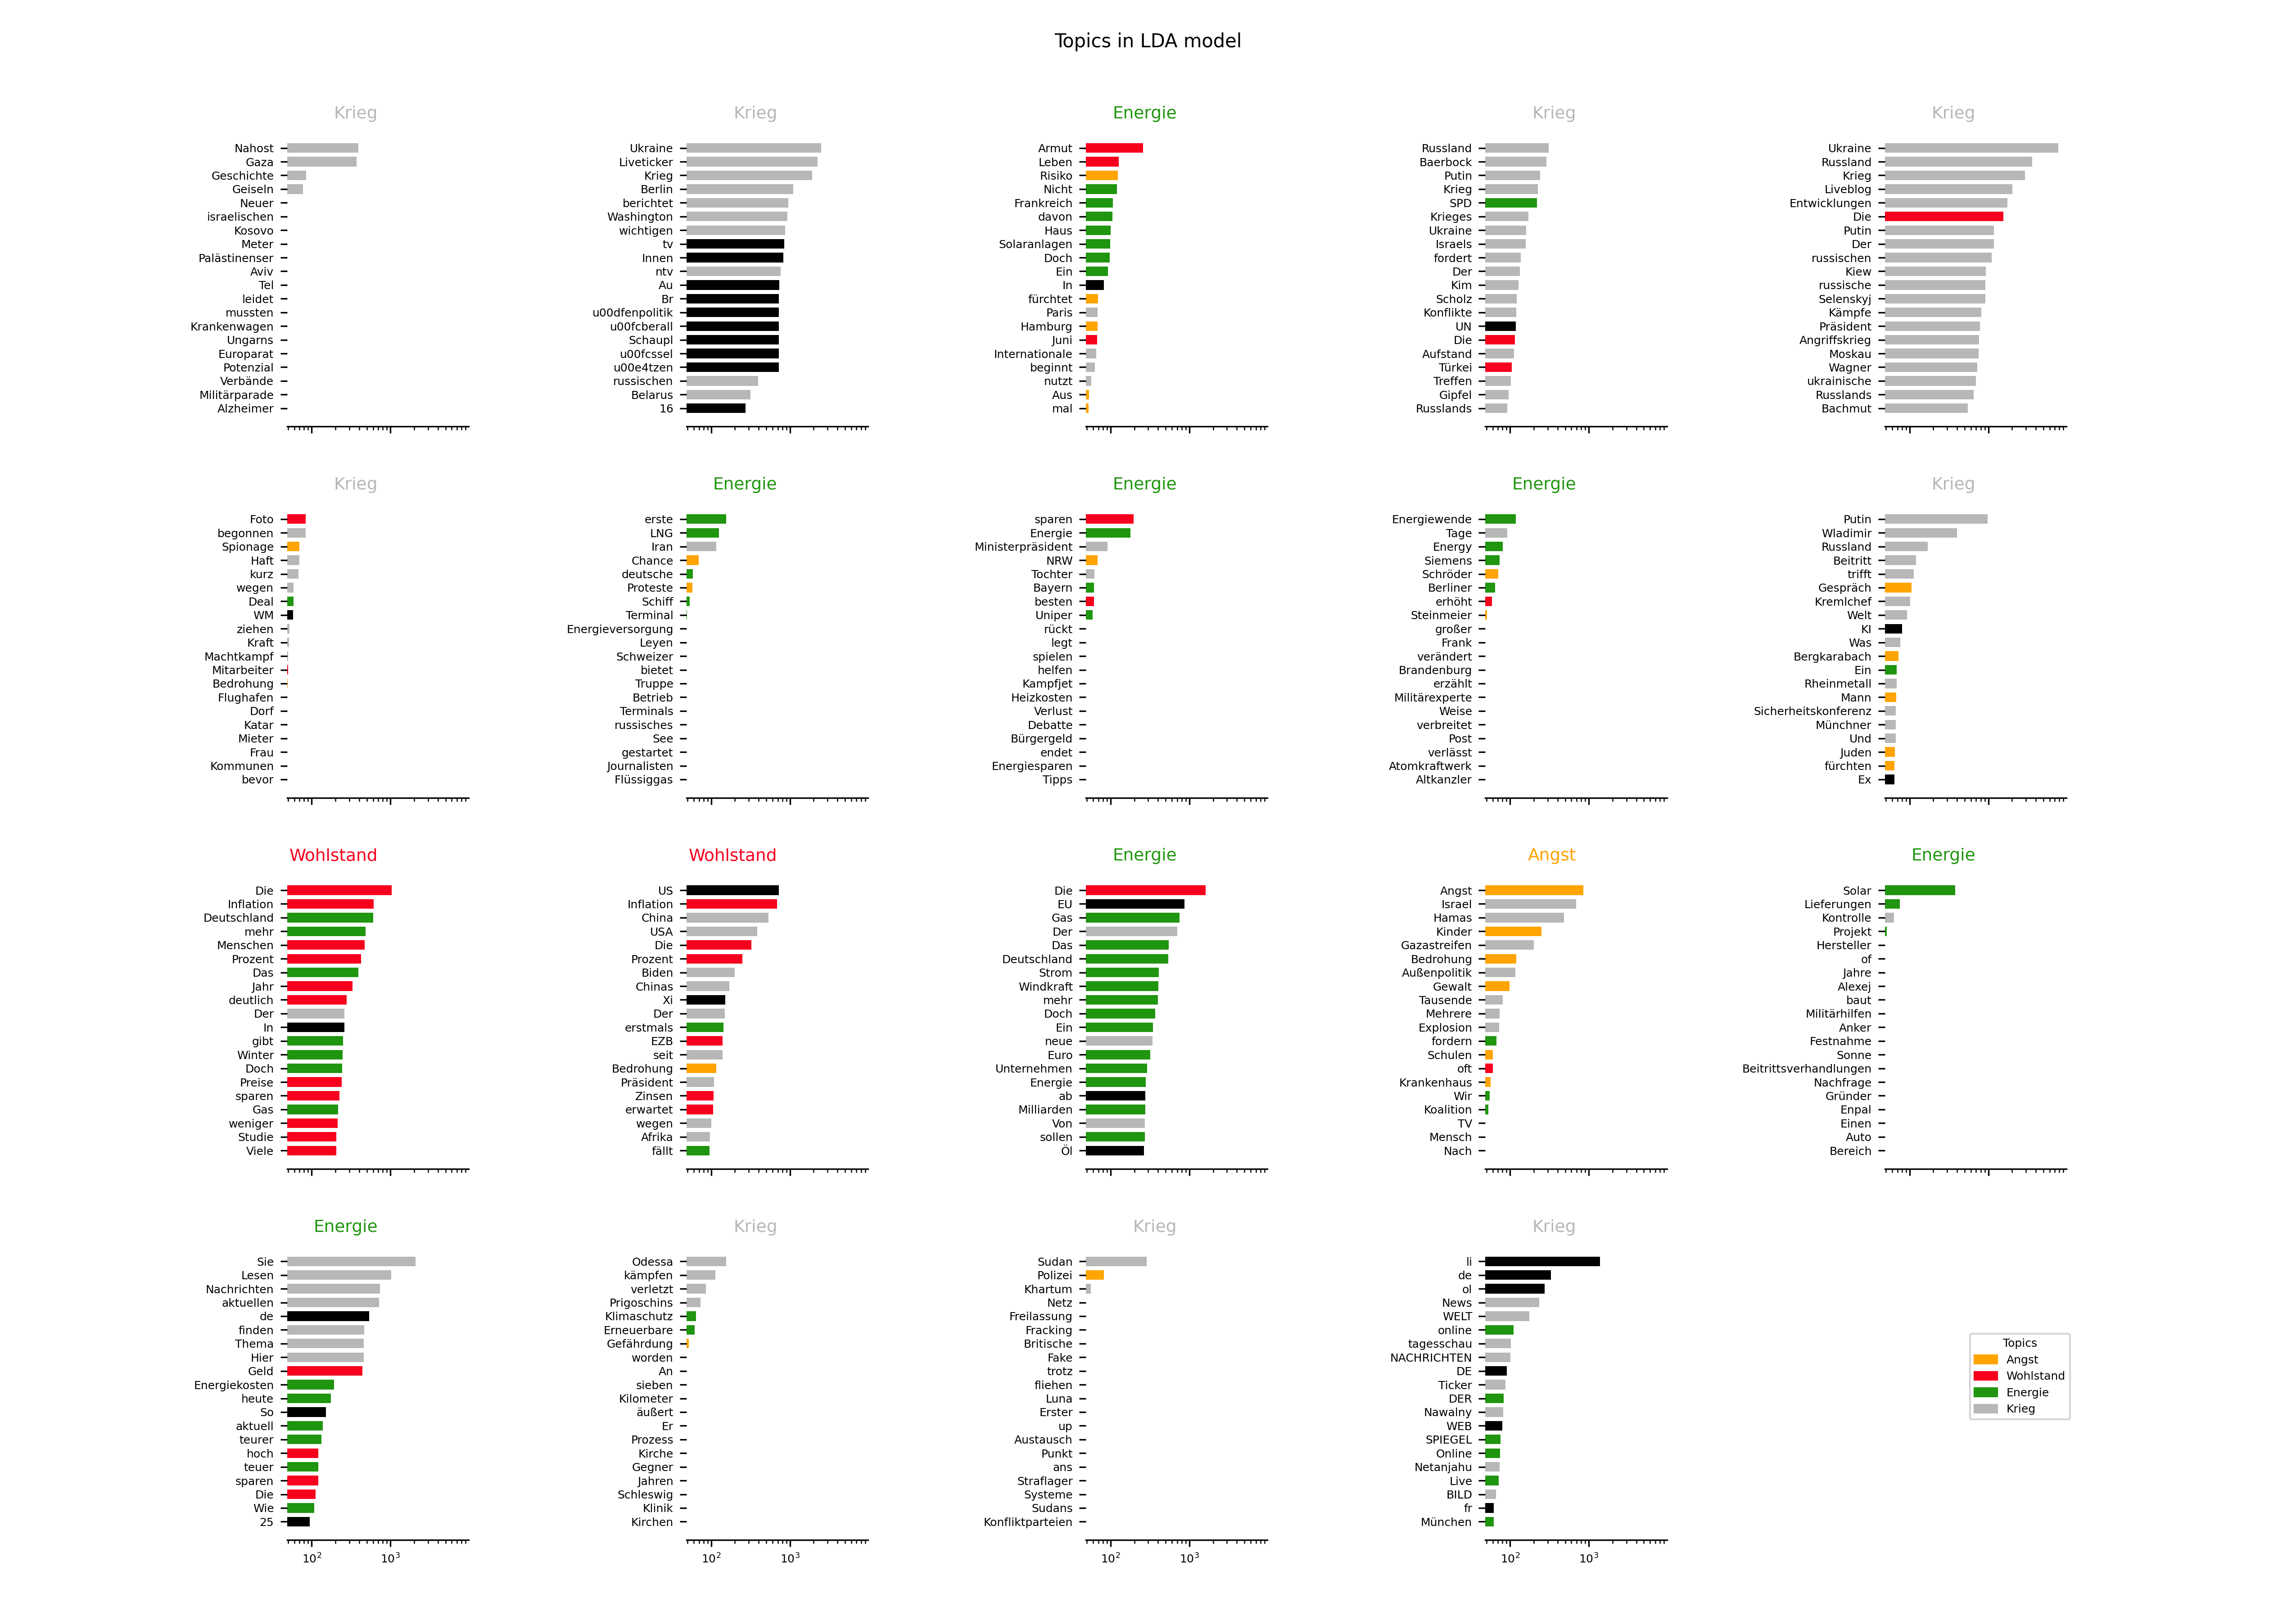 Topics in LDA model
Krieg
Nahost
Gaza
Geschichte
Geiseln
Neuer
israelischen
Kosovo
Meter
Palästinenser
Aviv
Tel
leidet
mussten
Krankenwagen
Ungarns
Europarat
Potenzial
Verbände
Militärparade
Alzheimer
Krieg
Ukraine
Liveticker
Krieg
Berlin
berichtet
Washington
wichtigen
tv
Innen
ntv
Au
Br
u00dfenpolitik
u00fcberall
Schaupl
u00fcssel
u00e4tzen
russischen
Belarus
16
Energie
Armut
Leben
Risiko
Nicht
Frankreich
davon
Haus
Solaranlagen
Doch
Ein
In
fürchtet
Paris
Hamburg
Juni
Internationale
beginnt
nutzt
Aus
mal
Krieg
Russland
Baerbock
Putin
Krieg
SPD
Krieges
Ukraine
Israels
fordert
Der
Kim
Scholz
Konflikte
UN
Die
Aufstand
Türkei
Treffen
Gipfel
Russlands
Krieg
Ukraine
Russland
Krieg
Liveblog
Entwicklungen
Die
Putin
Der
russischen
Kiew
russische
Selenskyj
Kämpfe
Präsident
Angriffskrieg
Moskau
Wagner
ukrainische
Russlands
Bachmut
Krieg
Foto
begonnen
Spionage
Haft
kurz
wegen
Deal
WM
ziehen
Kraft
Machtkampf
Mitarbeiter
Bedrohung
Flughafen
Dorf
Katar
Mieter
Frau
Kommunen
bevor
Energie
erste
LNG
Iran
Chance
deutsche
Proteste
Schiff
Terminal
Energieversorgung
Leyen
Schweizer
bietet
Truppe
Betrieb
Terminals
russisches
See
gestartet
Journalisten
Flüssiggas
Energie
sparen
Energie
Ministerpräsident
NRW
Tochter
Bayern
besten
Uniper
rückt
legt
spielen
helfen
Kampfjet
Heizkosten
Verlust
Debatte
Bürgergeld
endet
Energiesparen
Tipps
Energie
Energiewende
Tage
Energy
Siemens
Schröder
Berliner
erhöht
Steinmeier
großer
Frank
verändert
Brandenburg
erzählt
Militärexperte
Weise
verbreitet
Post
verlässt
Atomkraftwerk
Altkanzler
Krieg
Putin
Wladimir
Russland
Beitritt
trifft
Gespräch
Kremlchef
Welt
KI
Was
Bergkarabach
Ein
Rheinmetall
Mann
Sicherheitskonferenz
Münchner
Und
Juden
fürchten
Ex
Wohlstand
Die
Inflation
Deutschland
mehr
Menschen
Prozent
Das
Jahr
deutlich
Der
In
gibt
Winter
Doch
Preise
sparen
Gas
weniger
Studie
Viele
Wohlstand
US
Inflation
China
USA
Die
Prozent
Biden
Chinas
Xi
Der
erstmals
EZB
seit
Bedrohung
Präsident
Zinsen
erwartet
wegen
Afrika
fällt
Energie
Die
EU
Gas
Der
Das
Deutschland
Strom
Windkraft
mehr
Doch
Ein
neue
Euro
Unternehmen
Energie
ab
Milliarden
Von
sollen
Öl
Angst
Angst
Israel
Hamas
Kinder
Gazastreifen
Bedrohung
Außenpolitik
Gewalt
Tausende
Mehrere
Explosion
fordern
Schulen
oft
Krankenhaus
Wir
Koalition
TV
Mensch
Nach
Energie
Solar
Lieferungen
Kontrolle
Projekt
Hersteller
of
Jahre
Alexej
baut
Militärhilfen
Anker
Festnahme
Sonne
Beitrittsverhandlungen
Nachfrage
Gründer
Enpal
Einen
Auto
Bereich
Energie
Sie
Lesen
Nachrichten
aktuellen
de
finden
Thema
Hier
Geld
Energiekosten
heute
So
aktuell
teurer
hoch
teuer
sparen
Die
Wie
25
10² 10³
Krieg
Odessa
kämpfen
verletzt
Prigoschins
Klimaschutz
Erneuerbare
Gefährdung
worden
An
sieben
Kilometer
äußert
Er
Prozess
Kirche
Gegner
Jahren
Schleswig
Klinik
Kirchen
10² 10³
Krieg
Sudan
Polizei
Khartum
Netz
Freilassung
Fracking
Britische
Fake
trotz
fliehen
Luna
Erster
up
Austausch
Punkt
ans
Straflager
Systeme
Sudans
Konfliktparteien
10² 10³
Krieg
li
de
ol
News
WELT
online
tagesschau
NACHRICHTEN
DE
Ticker
DER
Nawalny
WEB
SPIEGEL
Online
Netanjahu
Live
BILD
fr
München
10² 10³
Topics
Angst
Wohlstand
Energie
Krieg